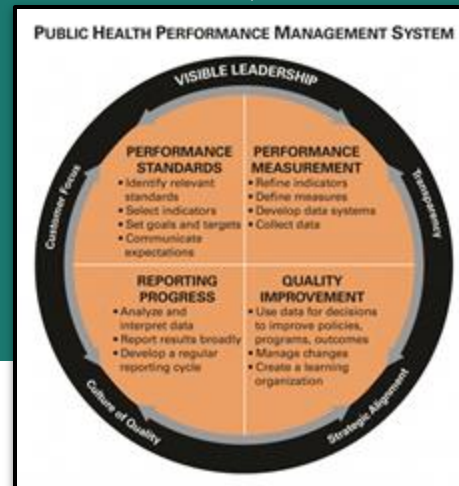 PUBLIC HEALTH PERFORMANCE MANAGEMENT SYSTEM
VISIBLE LEADERSHIP
Customer Focus
Transparency
PERFORMANCE
STANDARDS
• Identify relevant
standards
• Select indicators
• Set goals and targets
• Communicate
expectations
PERFORMANCE
MEASUREMENT
• Refine indicators
• Define measures
• Develop data systems
• Collect data
REPORTING
PROGRESS
• Analyze and
interpret data
• Report results broadly
• Develop a regular
reporting cycle
QUALITY
IMPROVEMENT
• Use data for decisions
to improve policies,
programs, outcomes
• Manage changes
• Create a learning
organization
Culture of Quality
Strategic Alignment